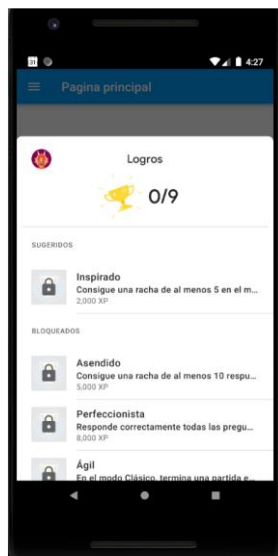 31
4:27
Pagina principal
Logros
0/9
SUGERIDOS
Inspirado
Consigue una racha de al menos 5 en el m...
2,000 XP
BLOQUEADOS
Asendido
Consigue una racha de al menos 10 respu...
5,000 XP
Perfeccionista
Responde correctamente todas las pregu...
8,000 XP
Ágil
En el modo Clásico, termina una partida e...